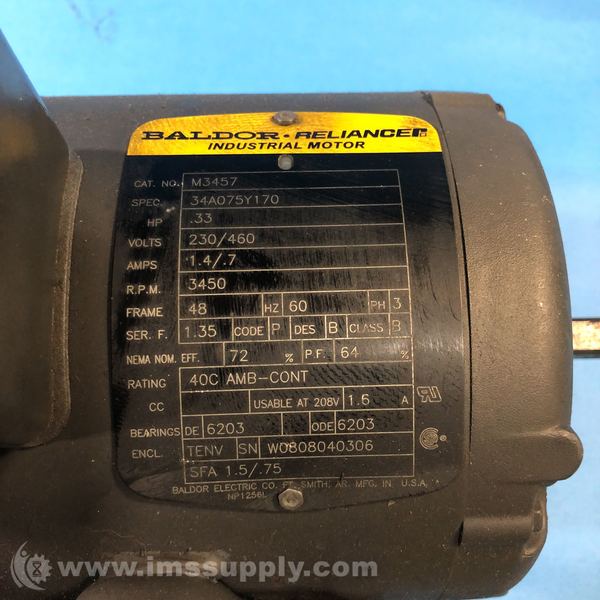 BALDOR • RELIANCE
INDUSTRIAL MOTOR
CAT. NO. M3457
SPEC. 34A075Y170
HP .33
VOLTS 230/460
AMPS 1.4/.7
R.P.M. 3450
FRAME 48 HZ 60 PH 3
SER. F. 1.35 CODE P DES B CLASS B
NEMA NOM. EFF. 72 % P.F. 64 %
RATING 40C AMB-CONT
CC USABLE AT 208V 1.6 A
BEARINGS DE 6203 ODE 6203
ENCL. TENV SN W0808040306
SFA 1.5/.75
BALDOR ELECTRIC CO. FT. SMITH, AR. MFG. IN U.S.A.
NP1256L
© www.imssupply.com